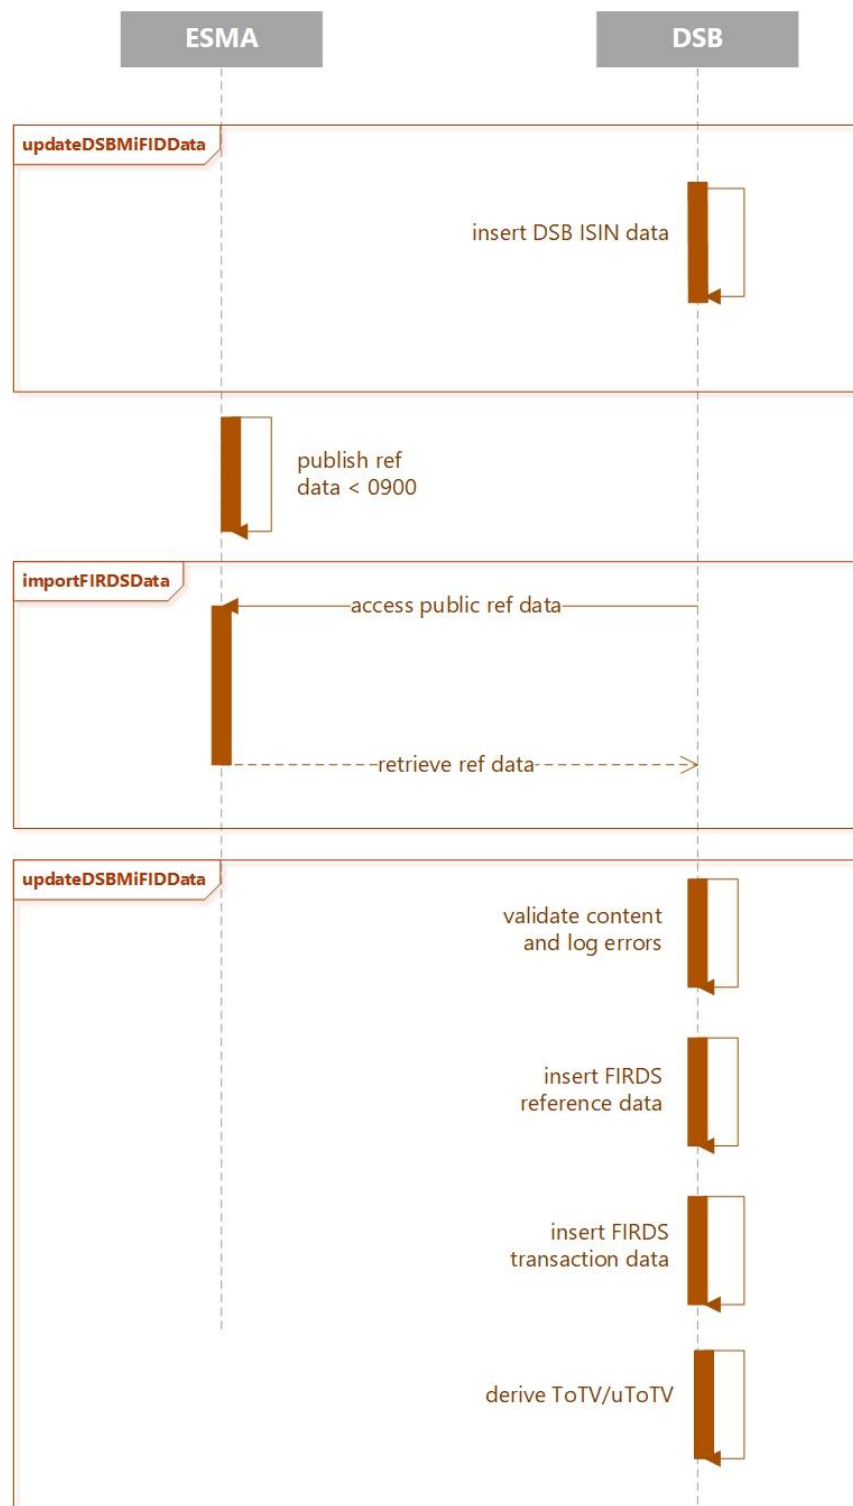 ESMA
DSB
updateDSBMiFIDData
insert DSB ISIN data
publish ref
data < 0900
importFIRDSData
access public ref data
retrieve ref data
updateDSBMiFIDData
validate content
and log errors
insert FIRDS
reference data
insert FIRDS
transaction data
derive ToTV/uToTV